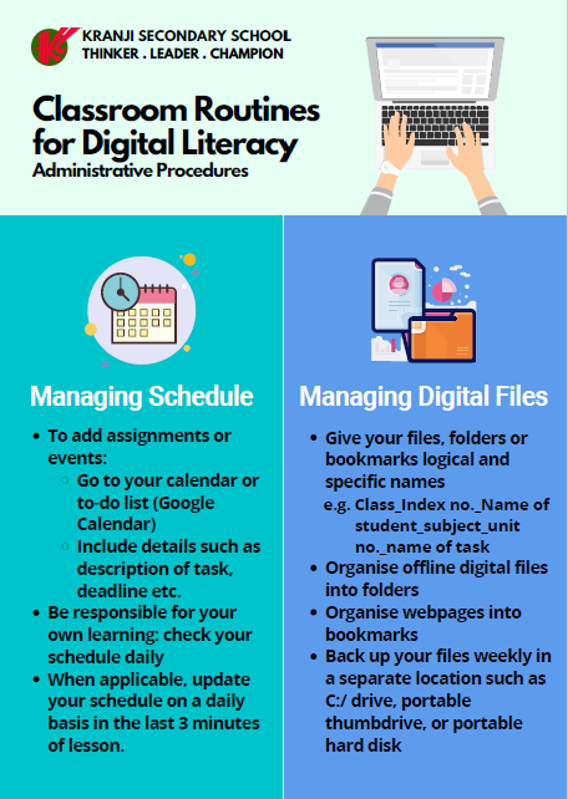 KRANJI SECONDARY SCHOOL
THINKER . LEADER . CHAMPION
Classroom Routines
for Digital Literacy
Administrative Procedures
Managing Schedule
• To add assignments or
events:
○ Go to your calendar or
to-do list (Google
Calendar)
○ Include details such as
description of task,
deadline etc.
• Be responsible for your
own learning: check your
schedule daily
• When applicable, update
your schedule on a daily
basis in the last 3 minutes
of lesson.
Managing Digital Files
• Give your files, folders or
bookmarks logical and
specific names
e.g. Class_Index no._Name of
student_subject_unit
no._name of task
• Organise offline digital files
into folders
• Organise webpages into
bookmarks
• Back up your files weekly in
a separate location such as
C:/ drive, portable
thumbdrive, or portable
hard disk